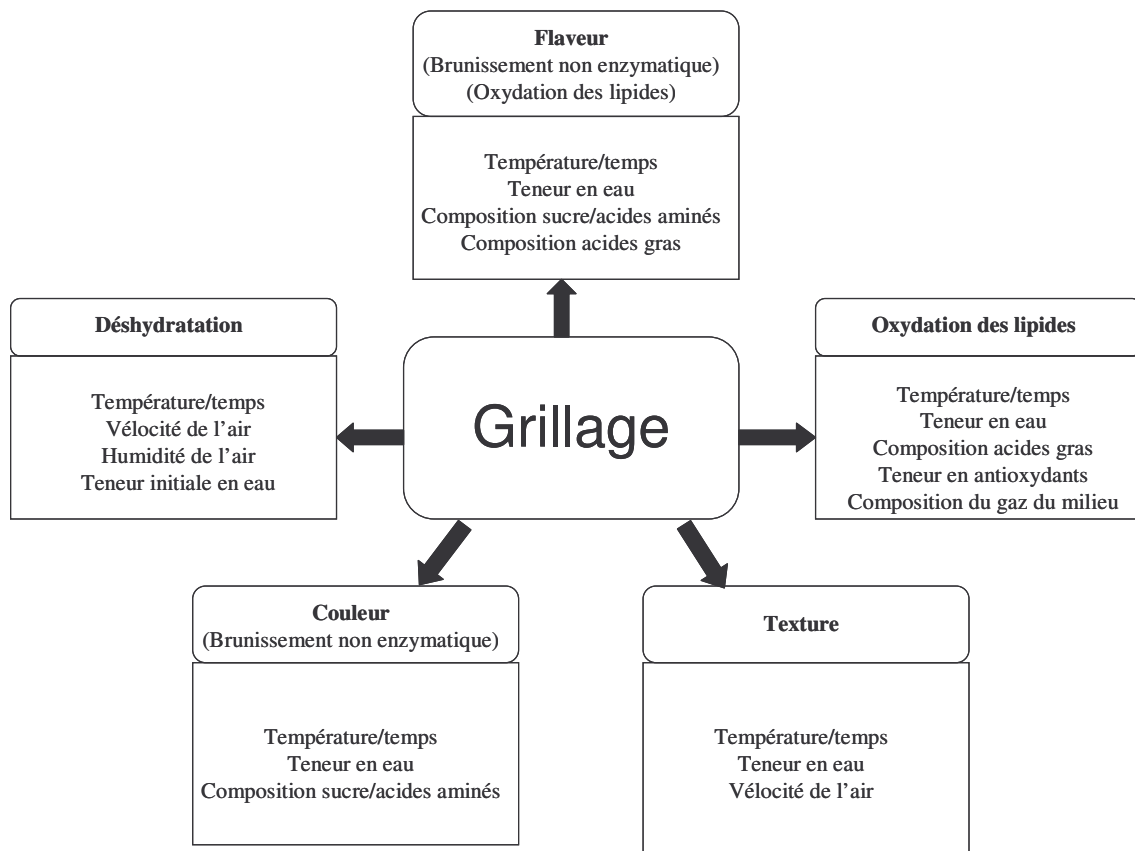 Flaveur
(Brunissement non enzymatique)
(Oxydation des lipides)
Température/temps
Teneur en eau
Composition sucre/acides aminés
Composition acides gras
Déshydratation
Température/temps
Vélocité de l’air
Humidité de l’air
Teneur initiale en eau
Grillage
Oxydation des lipides
Température/temps
Teneur en eau
Composition acides gras
Teneur en antioxydants
Composition du gaz du milieu
Couleur
(Brunissement non enzymatique)
Température/temps
Teneur en eau
Composition sucre/acides aminés
Texture
Température/temps
Teneur en eau
Vélocité de l’air